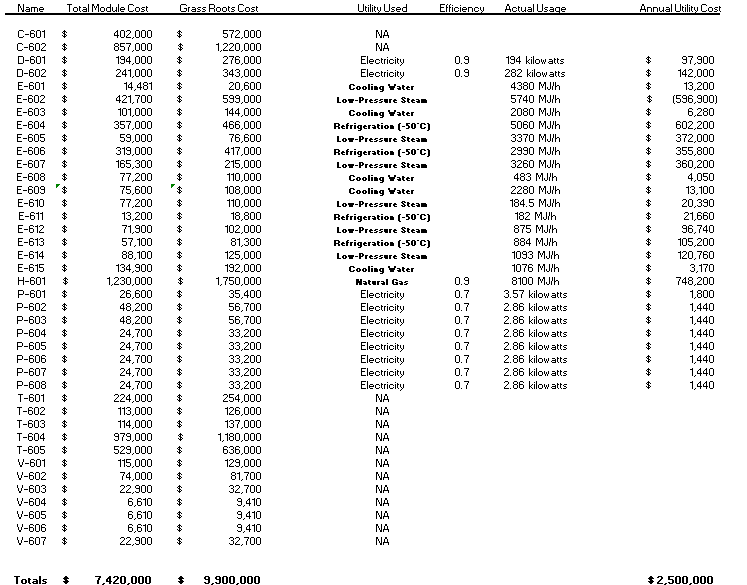 Name Total Module Cost Grass Roots Cost Utility Used Efficiency Actual Usage Annual Utility Cost
C-601 $ 402,000 $ 572,000 NA
C-602 $ 857,000 $ 1,220,000 NA
D-601 $ 194,000 $ 276,000 Electricity 0.9 194 kilowatts $ 97,900
D-602 $ 241,000 $ 343,000 Electricity 0.9 282 kilowatts $ 142,000
E-601 $ 14,481 $ 20,600 Cooling Water 4380 MJ/h $ 13,200
E-602 $ 421,700 $ 599,000 Low-Pressure Steam 5740 MJ/h $ (596,900)
E-603 $ 101,000 $ 144,000 Cooling Water 2080 MJ/h $ 6,280
E-604 $ 357,000 $ 466,000 Refrigeration (-50°C) 5060 MJ/h $ 602,200
E-605 $ 59,000 $ 76,600 Low-Pressure Steam 3370 MJ/h $ 372,000
E-606 $ 319,000 $ 417,000 Refrigeration (-50°C) 2990 MJ/h $ 355,800
E-607 $ 165,300 $ 215,000 Low-Pressure Steam 3260 MJ/h $ 360,200
E-608 $ 77,200 $ 110,000 Cooling Water 483 MJ/h $ 4,050
E-609 $ 75,600 $ 108,000 Cooling Water 2280 MJ/h $ 13,100
E-610 $ 77,200 $ 110,000 Low-Pressure Steam 184.5 MJ/h $ 20,390
E-611 $ 13,200 $ 18,800 Refrigeration (-50°C) 182 MJ/h $ 21,660
E-612 $ 71,900 $ 102,000 Low-Pressure Steam 875 MJ/h $ 96,740
E-613 $ 57,100 $ 81,300 Refrigeration (-50°C) 884 MJ/h $ 105,200
E-614 $ 88,100 $ 125,000 Low-Pressure Steam 1093 MJ/h $ 120,760
E-615 $ 134,900 $ 192,000 Cooling Water 1076 MJ/h $ 3,170
H-601 $ 1,230,000 $ 1,750,000 Natural Gas 0.9 8100 MJ/h $ 748,200
P-601 $ 26,600 $ 35,400 Electricity 0.7 3.57 kilowatts $ 1,800
P-602 $ 48,200 $ 56,700 Electricity 0.7 2.86 kilowatts $ 1,440
P-603 $ 48,200 $ 56,700 Electricity 0.7 2.86 kilowatts $ 1,440
P-604 $ 24,700 $ 33,200 Electricity 0.7 2.86 kilowatts $ 1,440
P-605 $ 24,700 $ 33,200 Electricity 0.7 2.86 kilowatts $ 1,440
P-606 $ 24,700 $ 33,200 Electricity 0.7 2.86 kilowatts $ 1,440
P-607 $ 24,700 $ 33,200 Electricity 0.7 2.86 kilowatts $ 1,440
P-608 $ 24,700 $ 33,200 Electricity 0.7 2.86 kilowatts $ 1,440
T-601 $ 224,000 $ 254,000 NA
T-602 $ 113,000 $ 126,000 NA
T-603 $ 114,000 $ 137,000 NA
T-604 $ 979,000 $ 1,180,000 NA
T-605 $ 529,000 $ 636,000 NA
V-601 $ 115,000 $ 129,000 NA
V-602 $ 74,000 $ 81,700 NA
V-603 $ 22,900 $ 32,700 NA
V-604 $ 6,610 $ 9,410 NA
V-605 $ 6,610 $ 9,410 NA
V-606 $ 6,610 $ 9,410 NA
V-607 $ 22,900 $ 32,700 NA
Totals $ 7,420,000 $ 9,900,000 $ 2,500,000